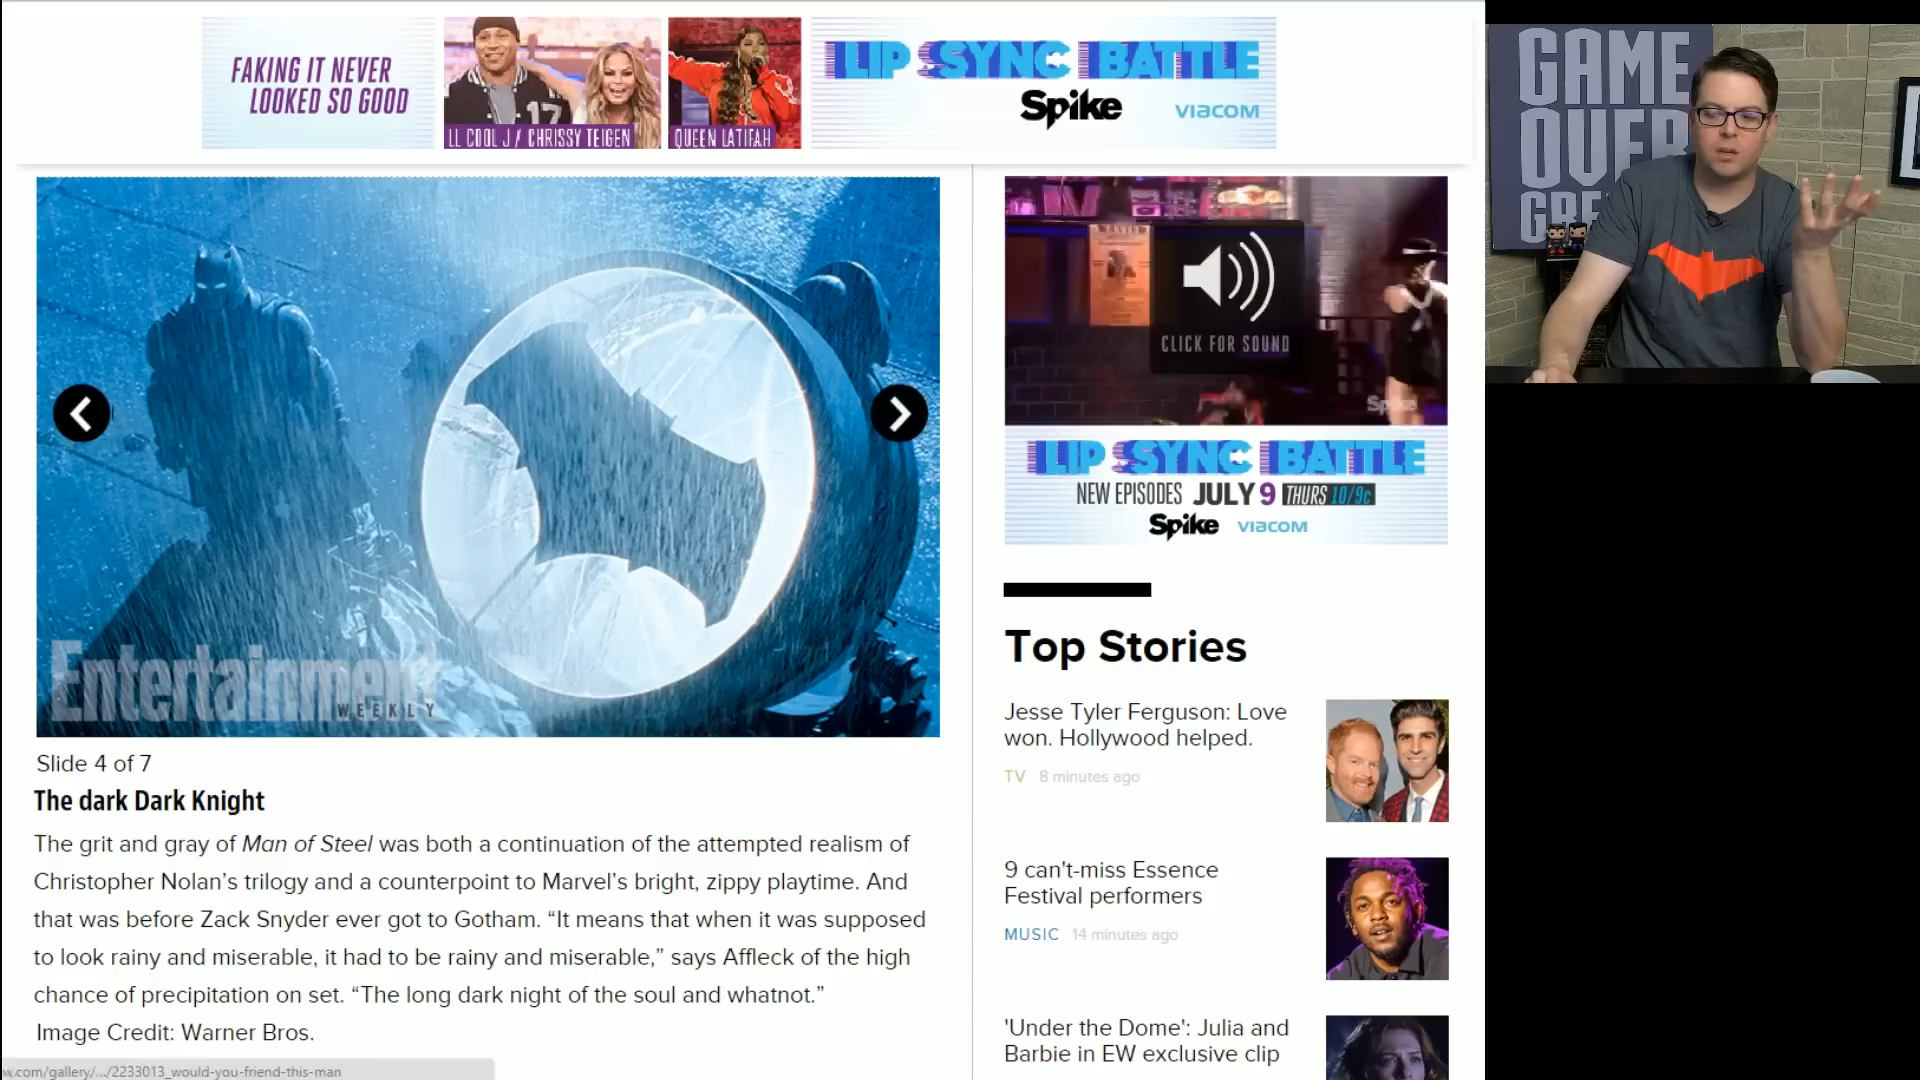 FAKING IT NEVER
LOOKED SO GOOD
LL COOL J / CHRISSY TEIGEN
QUEEN LATIFAH
LIP SYNC BATTLE
Spike
VIACOM
GAME
OVER
GRE
CLICK FOR SOUND
LIP SYNC BATTLE
NEW EPISODES JULY 9 THURS 10/9c
Spike VIACOM
Entertainment
WEEKLY
Slide 4 of 7
The dark Dark Knight
The grit and gray of Man of Steel was both a continuation of the attempted realism of
Christopher Nolan’s trilogy and a counterpoint to Marvel’s bright, zippy playtime. And
that was before Zack Snyder ever got to Gotham. “It means that when it was supposed
to look rainy and miserable, it had to be rainy and miserable,” says Affleck of the high
chance of precipitation on set. “The long dark night of the soul and whatnot.”
Image Credit: Warner Bros.
Top Stories
Jesse Tyler Ferguson: Love
won. Hollywood helped.
TV 8 minutes ago
9 can't-miss Essence
Festival performers
MUSIC 14 minutes ago
'Under the Dome': Julia and
Barbie in EW exclusive clip
w.com/gallery/.../2233013_would-you-friend-this-man